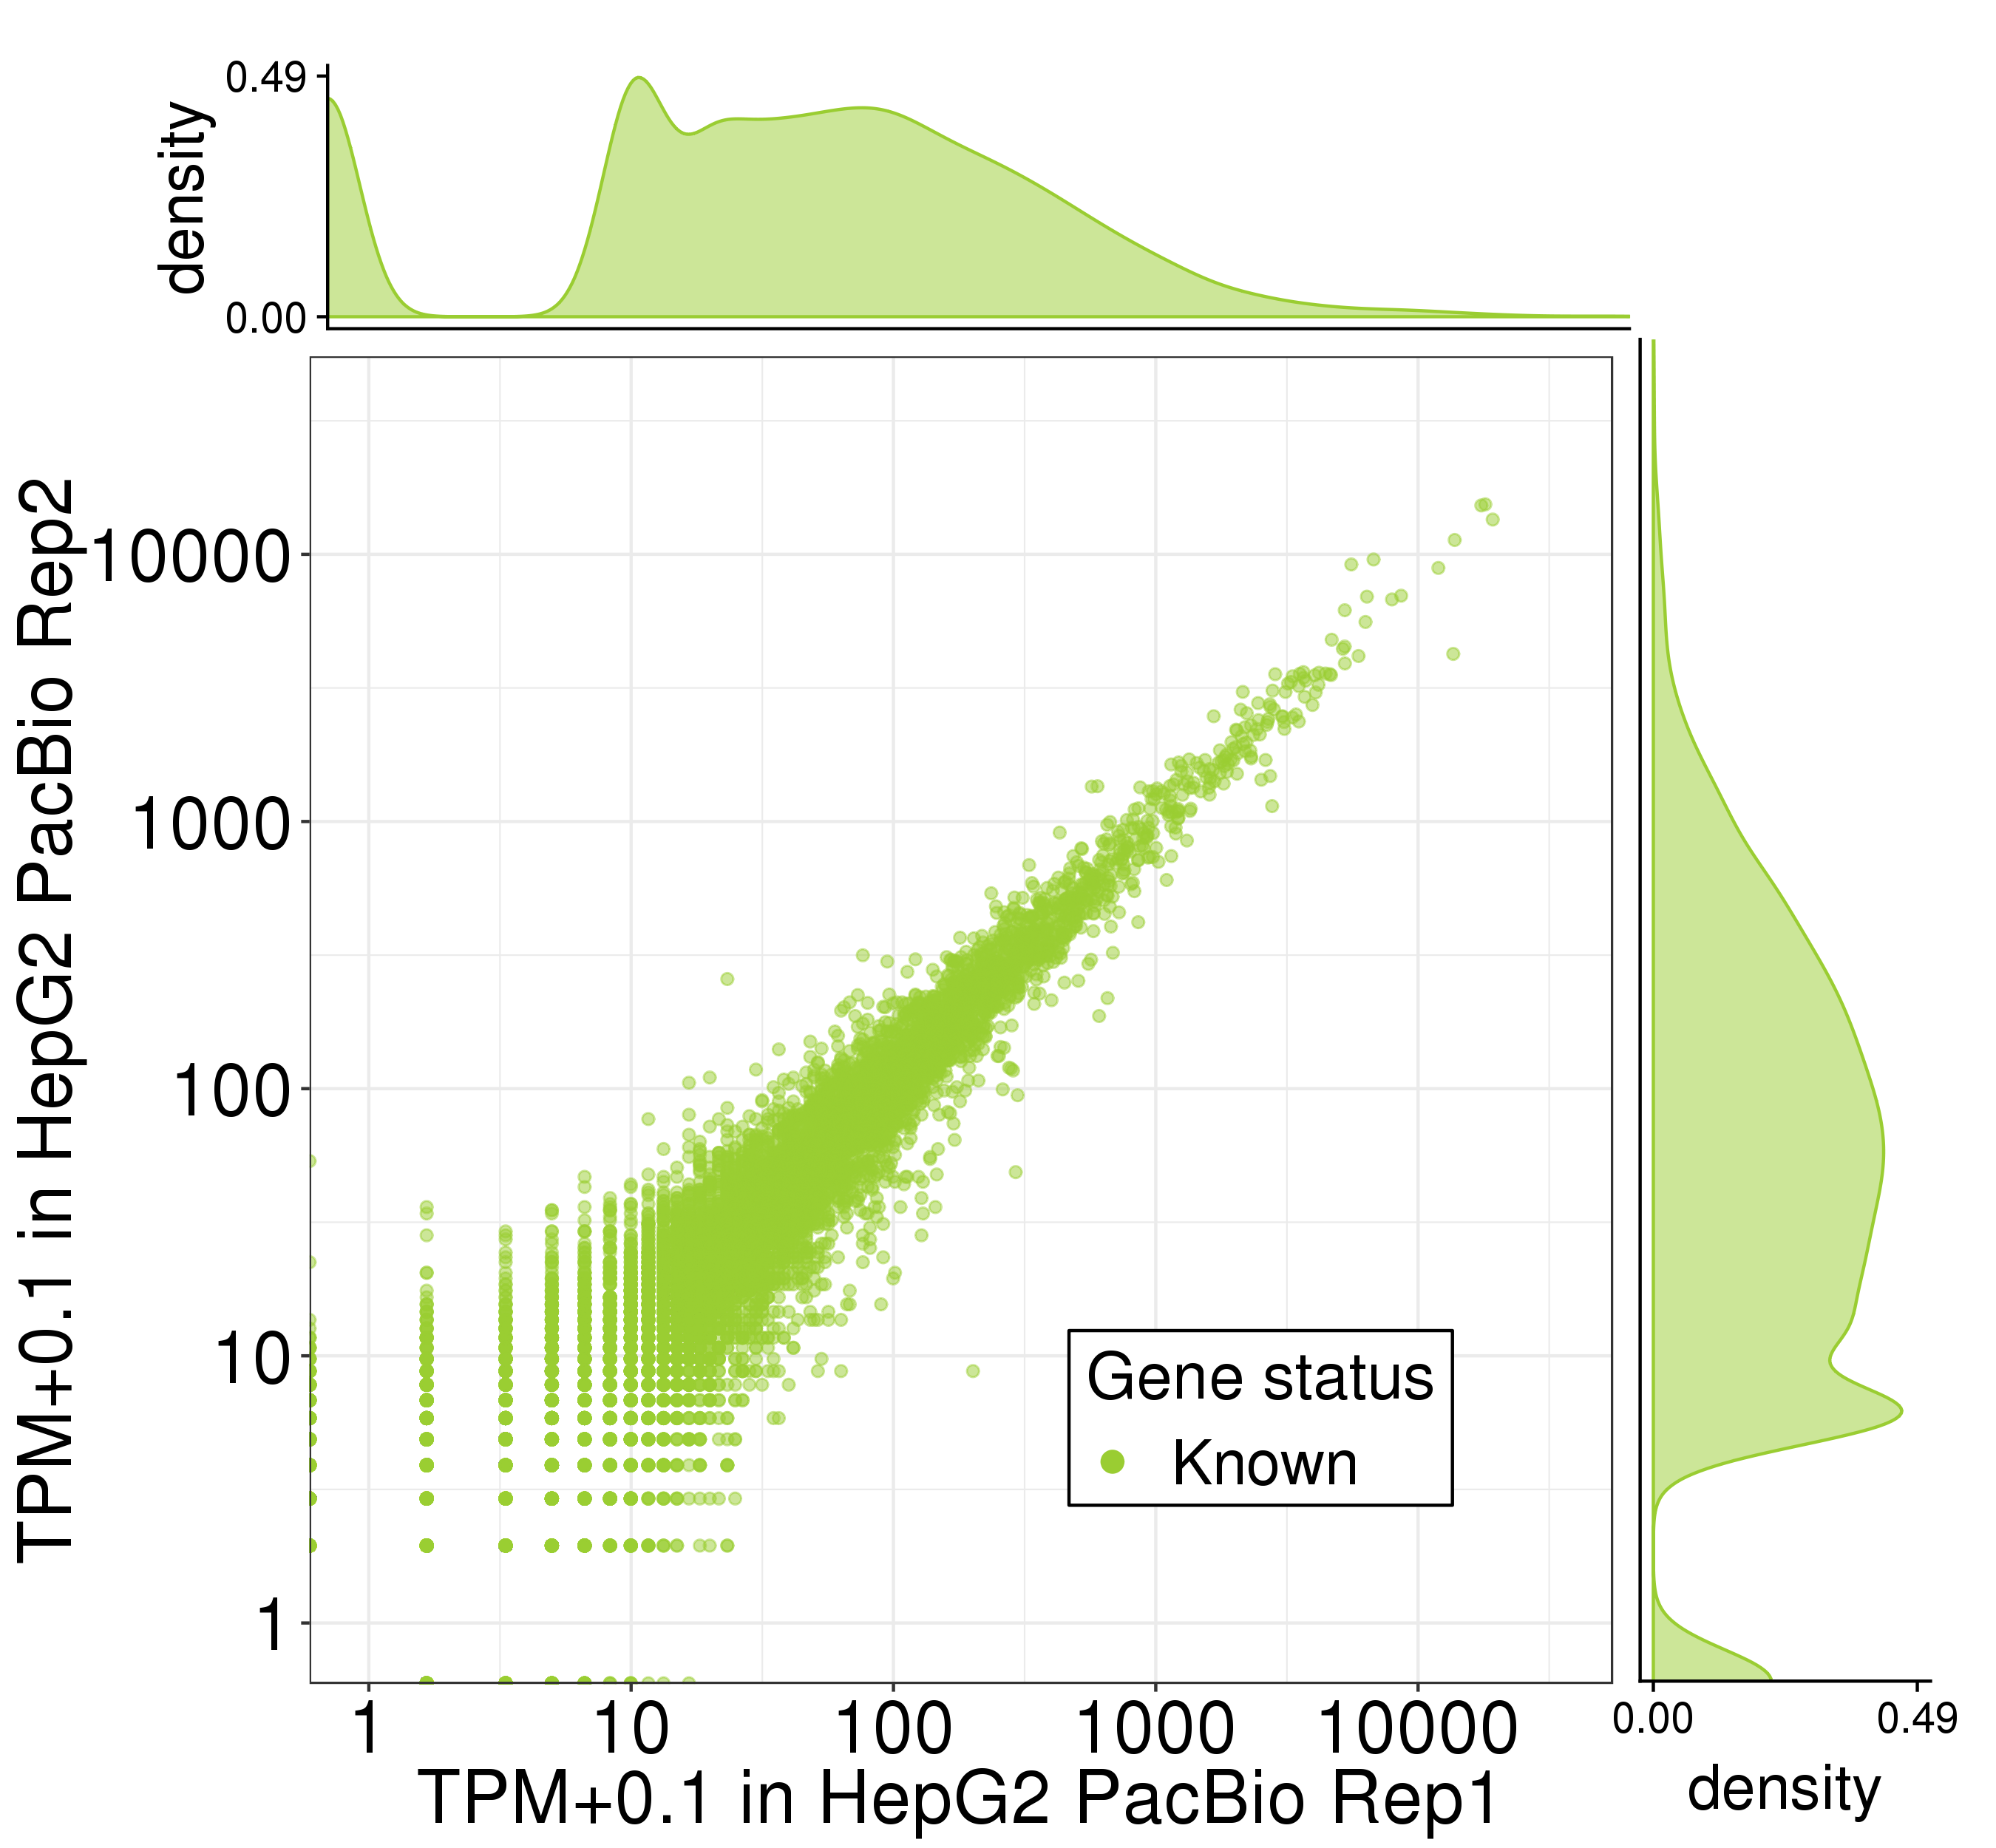 0.49
density
0.00
TPM+0.1 in HepG2 PacBio Rep2
10000
1000
100
10
1
Gene status
Known
1 10 100 1000 10000
TPM+0.1 in HepG2 PacBio Rep1
0.00 0.49
density